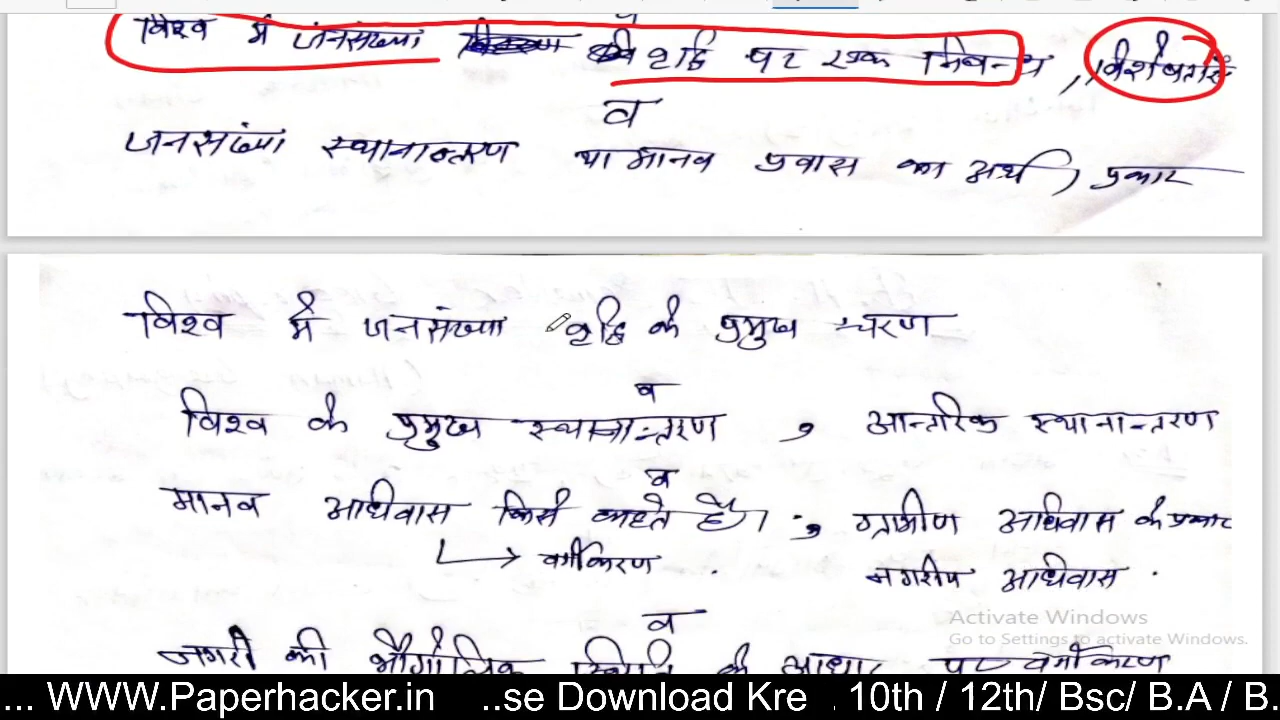 विश्व में जनसंख्या वृद्धि पर एक निबन्ध , विशेषताएँ
व
जनसंख्या स्थानान्तरण या मानव प्रवास का अर्थ , प्रकार
विश्व में जनसंख्या वृद्धि के प्रमुख चरण
व
विश्व के प्रमुख स्थानान्तरण , आन्तरिक स्थानान्तरण
व
मानव अधिवास किसे कहते हैं। , ग्रामीण अधिवास के प्रकार
वर्गीकरण . नगरीय अधिवास .
व
नगरों की भौगोलिक स्थिति के आधार पर वर्गीकरण
Activate Windows
Go to Settings to activate Windows.
... WWW.Paperhacker.in ..se Download Kre . 10th / 12th/ Bsc/ B.A / B.